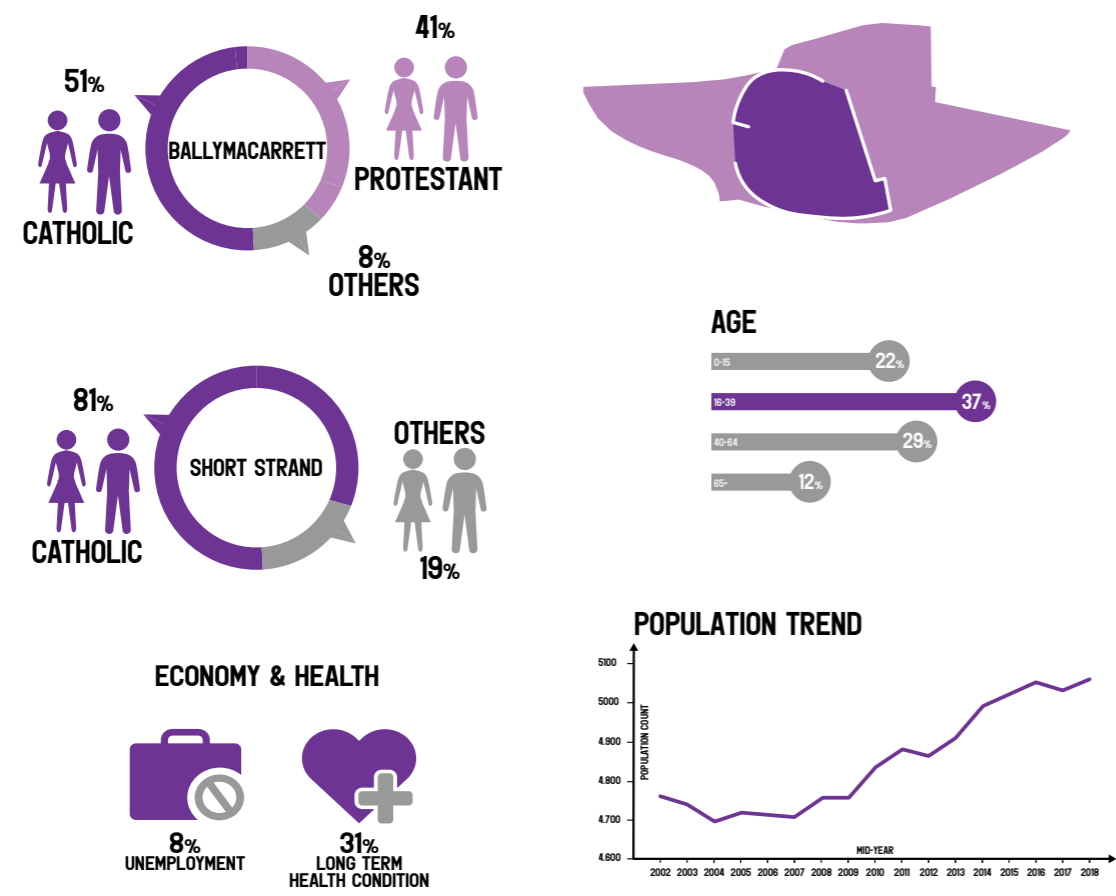 51%
CATHOLIC
BALLYMACARRETT
41%
PROTESTANT
8%
OTHERS
81%
CATHOLIC
SHORT STRAND
OTHERS
19%
ECONOMY & HEALTH
8%
UNEMPLOYMENT
31%
LONG TERM
HEALTH CONDITION
AGE
0-15 22%
16-39 37%
40-64 29%
65+ 12%
POPULATION TREND
POPULATION COUNT
5100
5000
4.900
4.800
4.700
4.600
MID-YEAR
2002 2003 2004 2005 2006 2007 2008 2009 2010 2011 2012 2013 2014 2015 2016 2017 2018